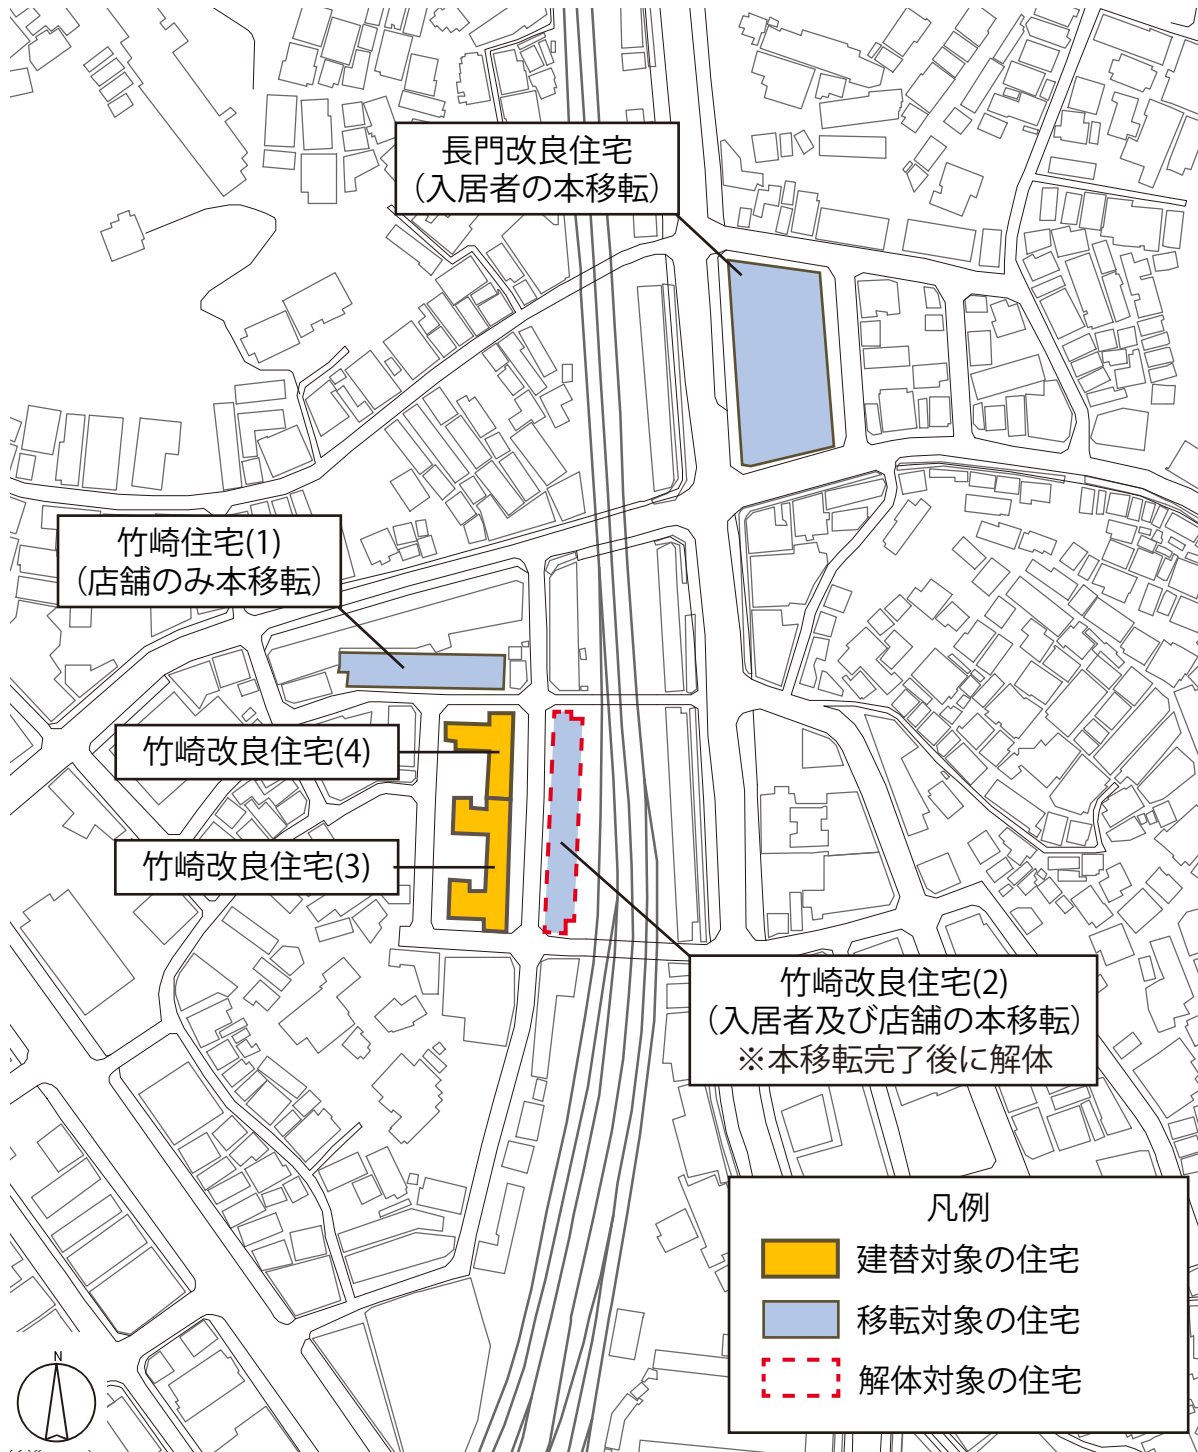 長門改良住宅
（入居者の本移転）
竹崎住宅(1)
（店舗のみ本移転）
竹崎改良住宅(4)
竹崎改良住宅(3)
竹崎改良住宅(2)
（入居者及び店舗の本移転）
※本移転完了後に解体
凡例
建替対象の住宅
移転対象の住宅
解体対象の住宅
N